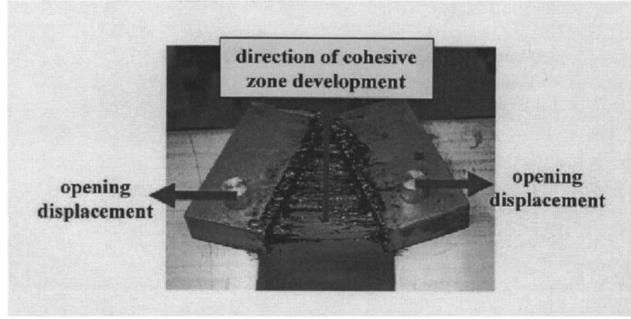 direction of cohesive
zone development
opening
displacement
opening
displacement